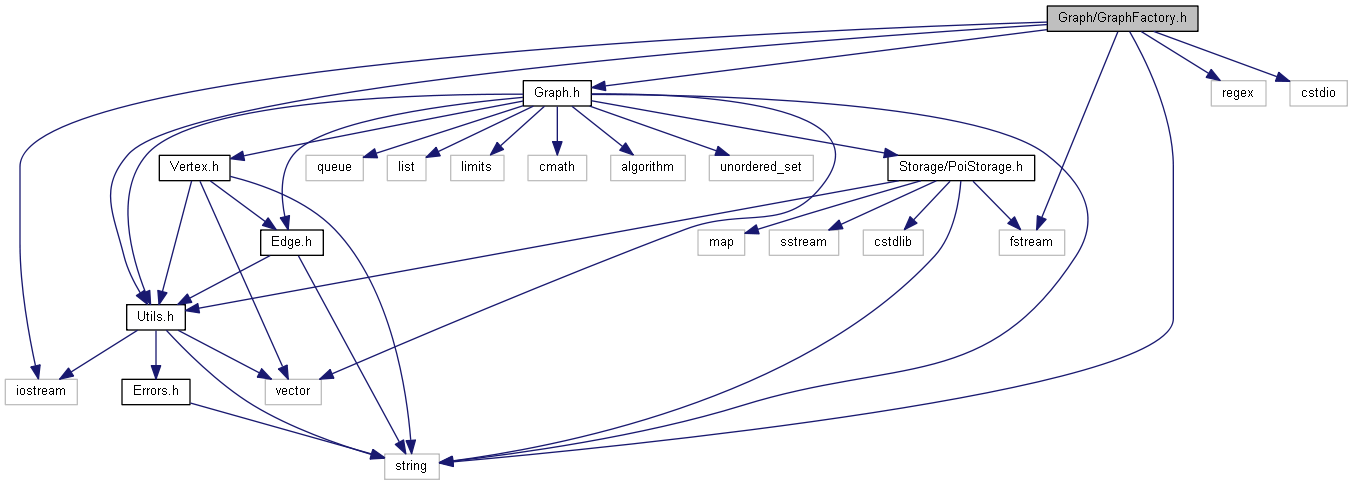 Graph/GraphFactory.h
Graph.h
regex
cstdio
Vertex.h
queue
list
limits
cmath
algorithm
unordered_set
Storage/PoiStorage.h
Edge.h
map
sstream
cstdlib
fstream
Utils.h
iostream
Errors.h
vector
string